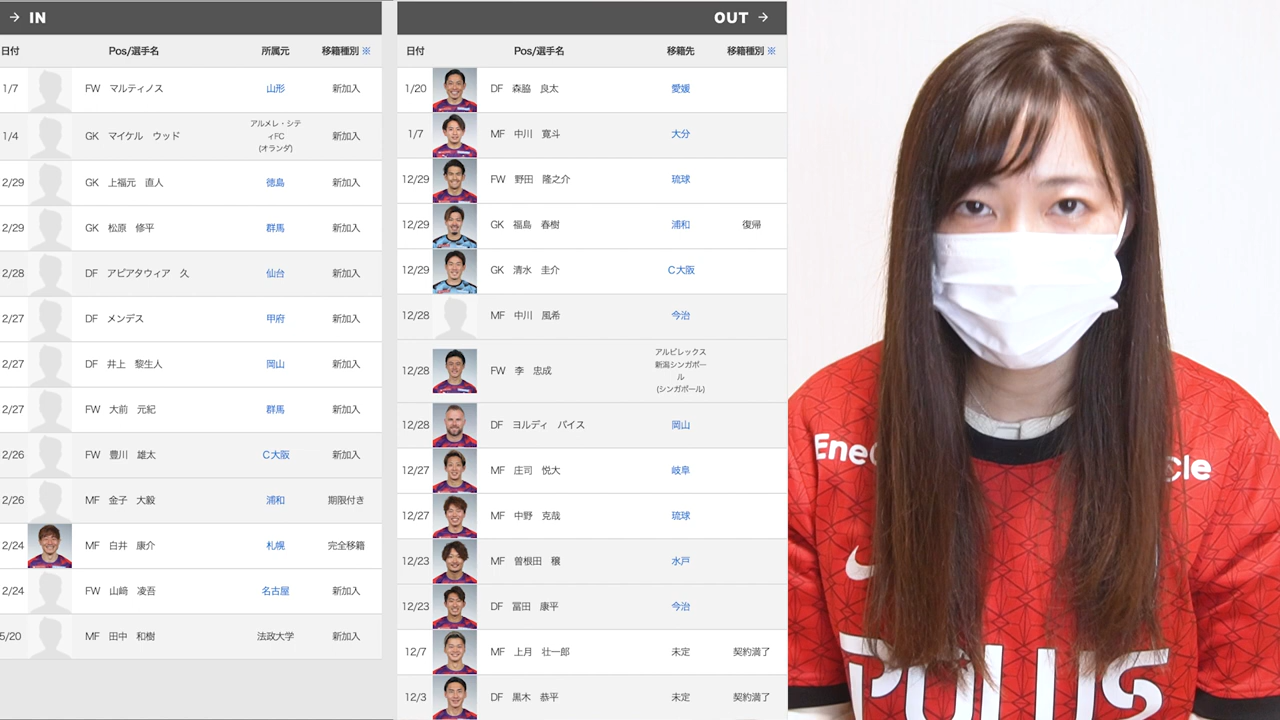 → IN
日付 Pos/選手名 所属元 移籍種別 ※
1/7 FW マルティノス 山形 新加入
1/4 GK マイケル ウッド アルメレ・シティFC (オランダ) 新加入
2/29 GK 上福元 直人 徳島 新加入
2/29 GK 松原 修平 群馬 新加入
2/28 DF アピアタウィア 久 仙台 新加入
2/27 DF メンデス 甲府 新加入
2/27 DF 井上 黎生人 岡山 新加入
2/27 FW 大前 元紀 群馬 新加入
2/26 FW 豊川 雄太 C大阪 新加入
2/26 MF 金子 大毅 浦和 期限付き
2/24 MF 白井 康介 札幌 完全移籍
2/24 FW 山﨑 凌吾 名古屋 新加入
5/20 MF 田中 和樹 法政大学 新加入
OUT →
日付 Pos/選手名 移籍先 移籍種別 ※
1/20 DF 森脇 良太 愛媛
1/7 MF 中川 寛斗 大分
12/29 FW 野田 隆之介 琉球
12/29 GK 福島 春樹 浦和 復帰
12/29 GK 清水 圭介 C大阪
12/28 MF 中川 風希 今治
12/28 FW 李 忠成 アルビレックス新潟シンガポール (シンガポール)
12/28 DF ヨルディ バイス 岡山
12/27 MF 庄司 悦大 岐阜
12/27 MF 中野 克哉 琉球
12/23 MF 曽根田 穣 水戸
12/23 DF 冨田 康平 今治
12/7 MF 上月 壮一郎 未定 契約満了
12/3 DF 黒木 恭平 未定 契約満了
Ene
cle
POLUS